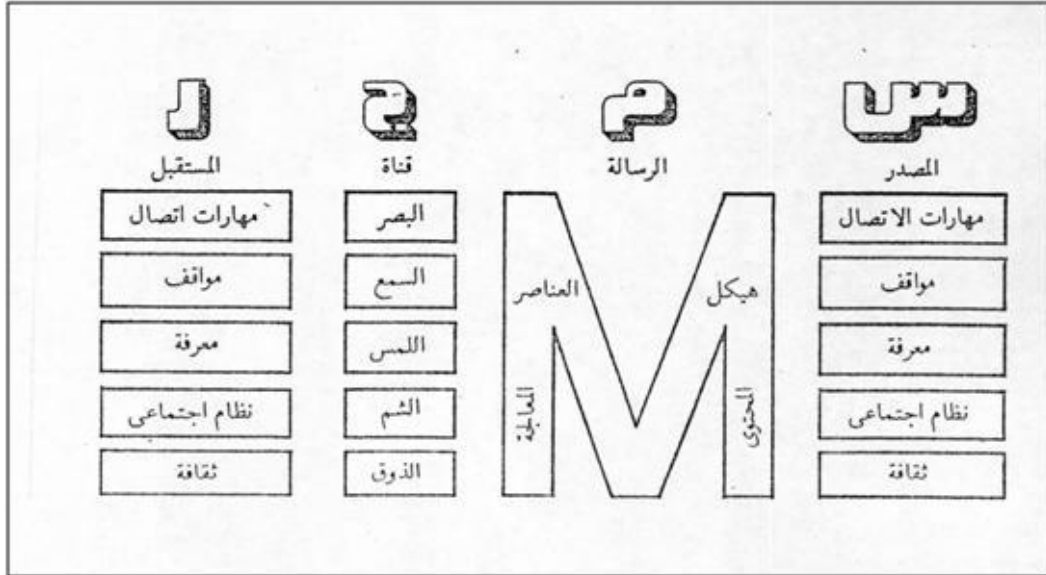 س م
المصدر الرسالة قناة المستقبل
مهارات الاتصال
مواقف
معرفة
نظام اجتماعى
ثقافة
هيكل
العناصر
المحتوى
المعالجة
البصر
السمع
اللمس
الشم
الذوق
مهارات اتصال
مواقف
معرفة
نظام اجتماعى
ثقافة